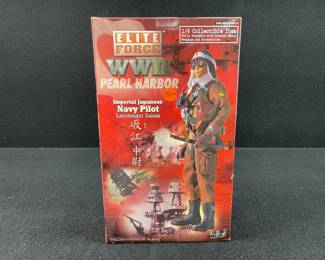 ELITE
FORCE
1/6 Collectible Item
WWII
PEARL HARBOR
Imperial Japanese
Navy Pilot
Lieutenant Sakae
坂江中尉